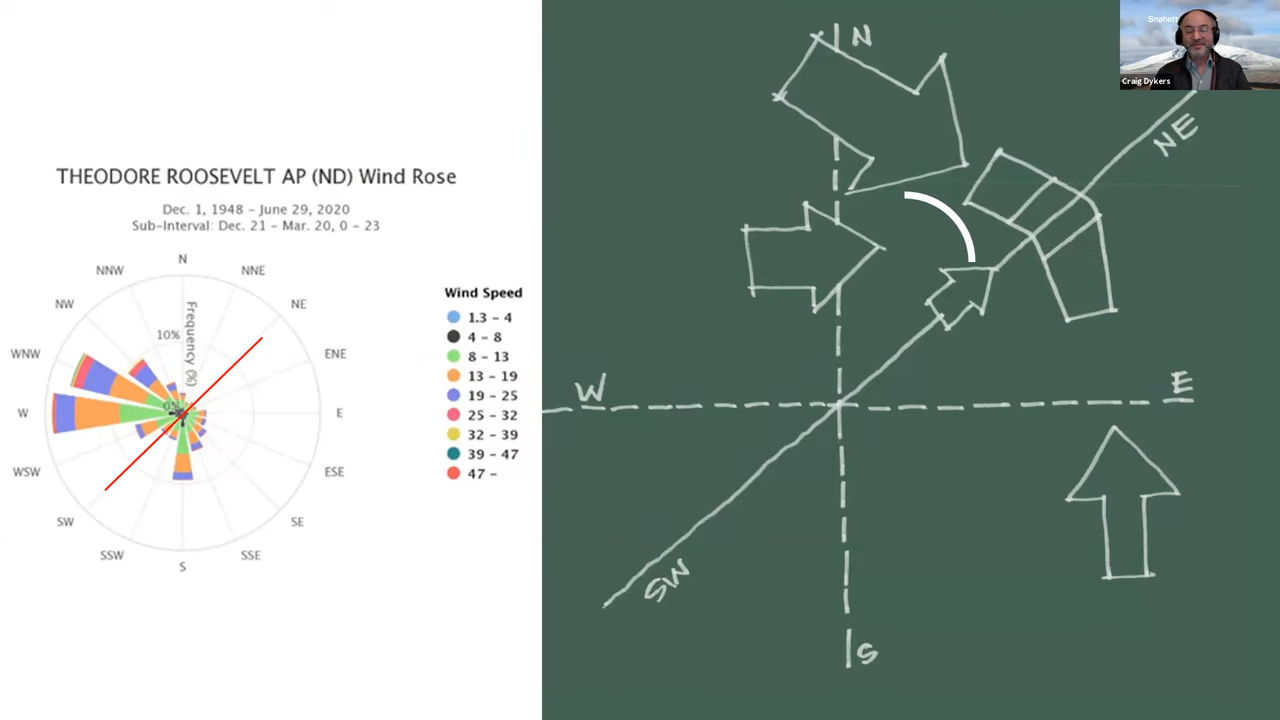 THEODORE ROOSEVELT AP (ND) Wind Rose
Dec. 1, 1948 – June 29, 2020
Sub-Interval: Dec. 21 – Mar. 20, 0 – 23
N
NNW
NNE
NW
NE
WNW
ENE
W
E
WSW
ESE
SW
SE
SSW
SSE
S
Frequency (%)
10%
0%
Wind Speed
1.3 – 4
4 – 8
8 – 13
13 – 19
19 – 25
25 – 32
32 – 39
39 – 47
47 –
N
NE
W
E
SW
S
Craig Dykers